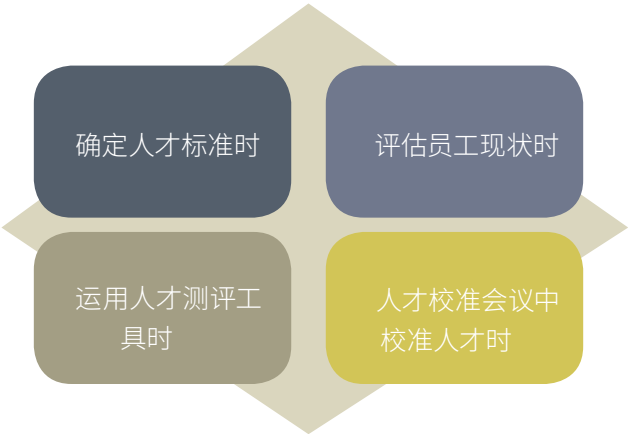 确定人才标准时
评估员工现状时
运用人才测评工
具时
人才校准会议中
校准人才时